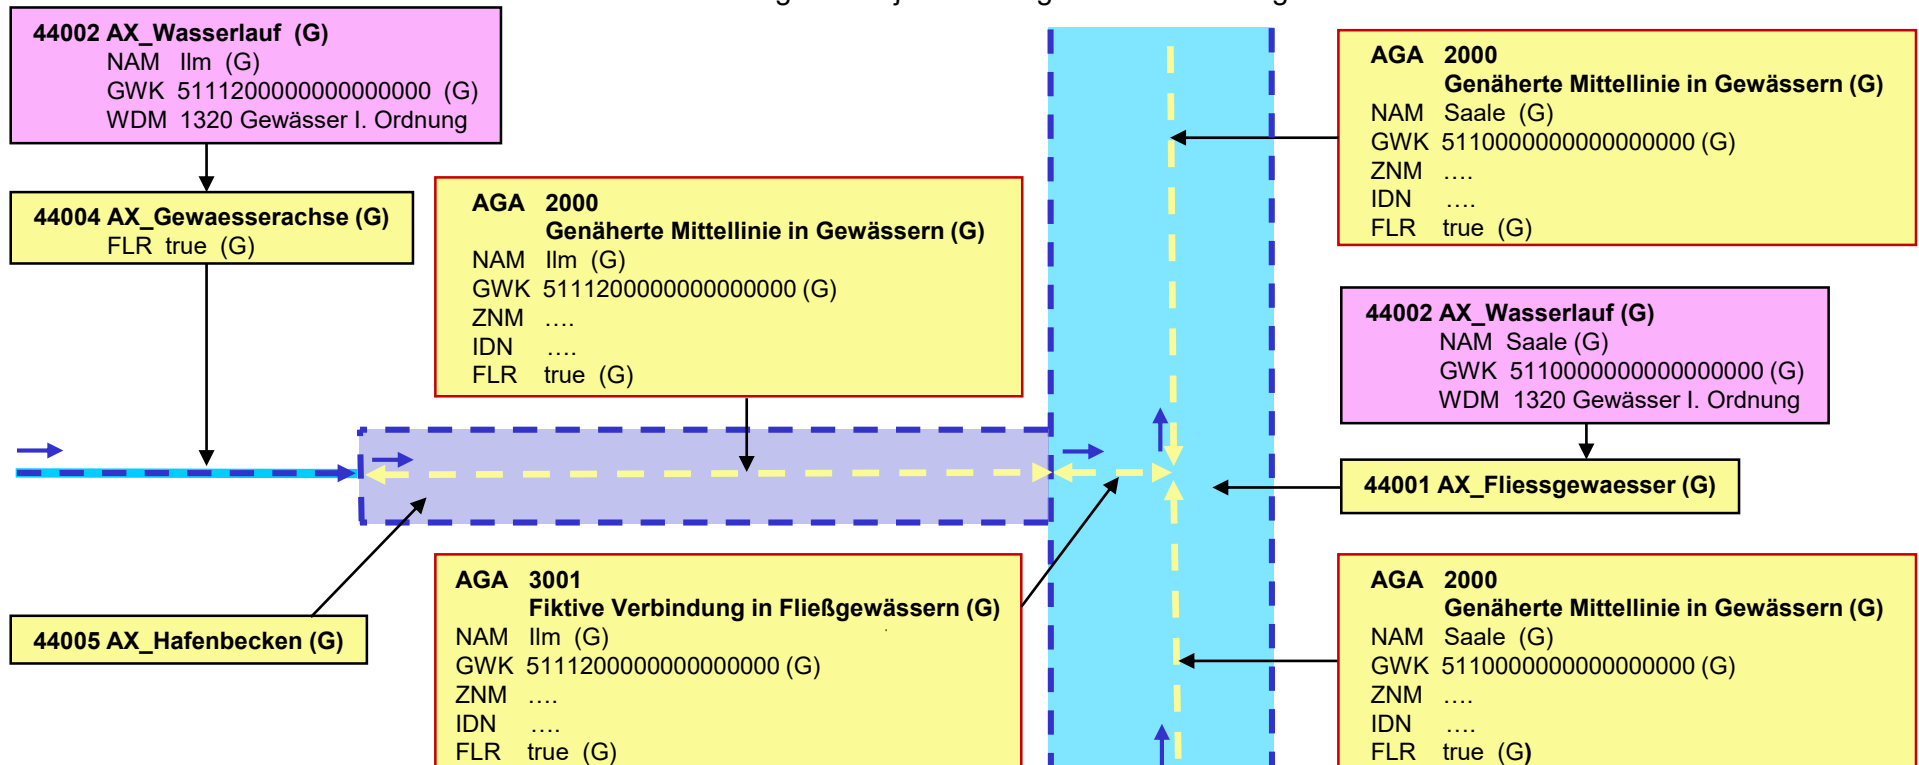 44002 AX_Wasserlauf (G)
NAM Ilm (G)
GWK 5111200000000000000 (G)
WDM 1320 Gewässer I. Ordnung
44004 AX_Gewaesserachse (G)
FLR true (G)
AGA 2000
Genäherte Mittellinie in Gewässern (G)
NAM Ilm (G)
GWK 5111200000000000000 (G)
ZNM ....
IDN ....
FLR true (G)
AGA 2000
Genäherte Mittellinie in Gewässern (G)
NAM Saale (G)
GWK 5110000000000000000 (G)
ZNM ....
IDN ....
FLR true (G)
44002 AX_Wasserlauf (G)
NAM Saale (G)
GWK 5110000000000000000 (G)
WDM 1320 Gewässer I. Ordnung
44001 AX_Fliessgewaesser (G)
44005 AX_Hafenbecken (G)
AGA 3001
Fiktive Verbindung in Fließgewässern (G)
NAM Ilm (G)
GWK 5111200000000000000 (G)
ZNM ....
IDN ....
FLR true (G)
AGA 2000
Genäherte Mittellinie in Gewässern (G)
NAM Saale (G)
GWK 5110000000000000000 (G)
ZNM ....
IDN ....
FLR true (G)